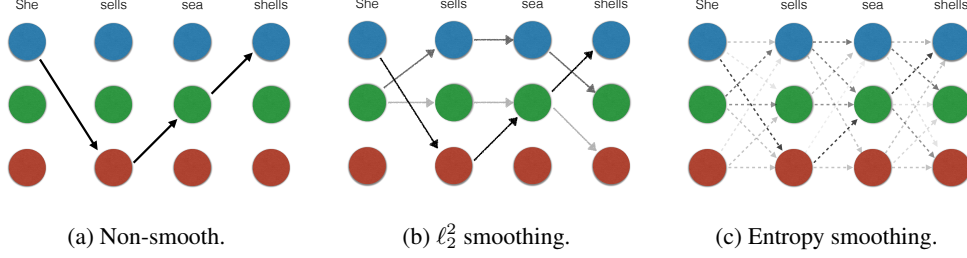 She sells sea shells
She sells sea shells
She sells sea shells
(a) Non-smooth.
(b) ℓ₂² smoothing.
(c) Entropy smoothing.